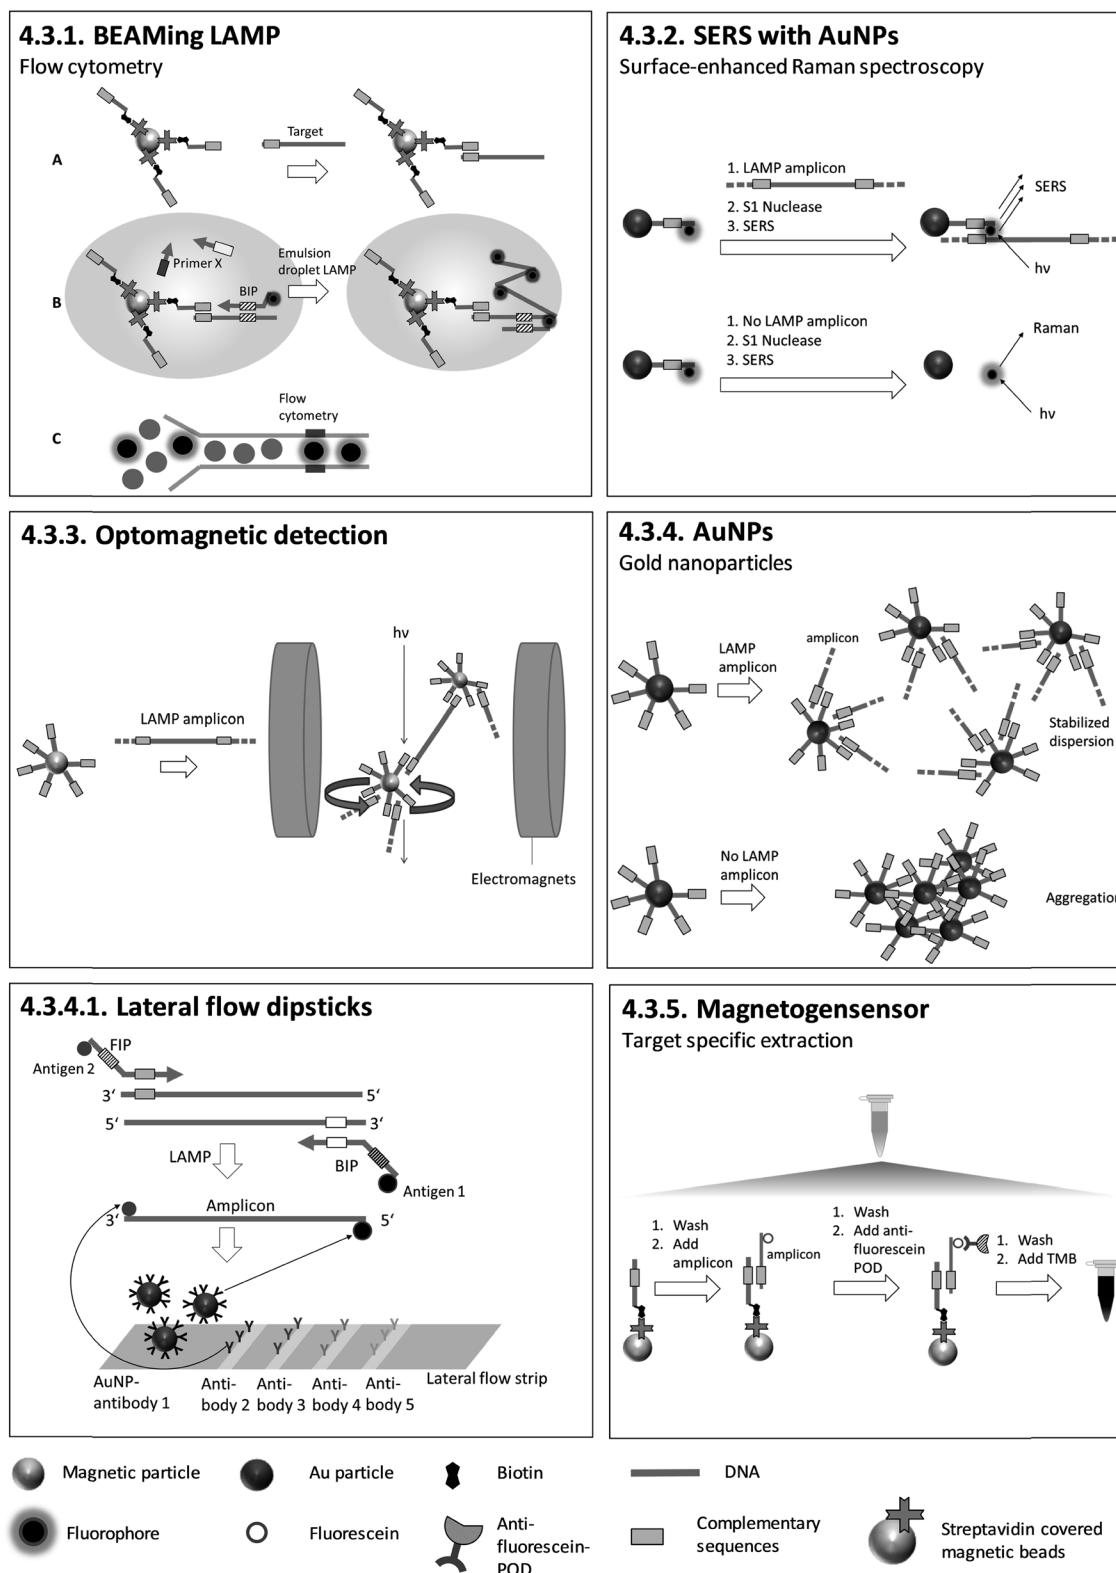 4.3.1. BEAMing LAMP
Flow cytometry
A
Target
B
Primer X
BIP
Emulsion
droplet LAMP
C
Flow
cytometry
4.3.2. SERS with AuNPs
Surface-enhanced Raman spectroscopy
1. LAMP amplicon
2. S1 Nuclease
3. SERS
SERS
hν
1. No LAMP amplicon
2. S1 Nuclease
3. SERS
Raman
hν
4.3.3. Optomagnetic detection
hν
LAMP amplicon
Electromagnets
4.3.4. AuNPs
Gold nanoparticles
LAMP
amplicon
amplicon
Stabilized
dispersion
No LAMP
amplicon
Aggregation
4.3.4.1. Lateral flow dipsticks
FIP
Antigen 2
3‘ 5‘
5‘ 3‘
LAMP
BIP
Antigen 1
Amplicon
3‘ 5‘
AuNP-
antibody 1
Anti-
body 2
Anti-
body 3
Anti-
body 4
Anti-
body 5
Lateral flow strip
4.3.5. Magnetogensensor
Target specific extraction
1. Wash
2. Add
amplicon
amplicon
1. Wash
2. Add anti-
fluorescein
POD
1. Wash
2. Add TMB
Magnetic particle
Au particle
Biotin
DNA
Fluorophore
Fluorescein
Anti-
fluorescein-
POD
Complementary
sequences
Streptavidin covered
magnetic beads